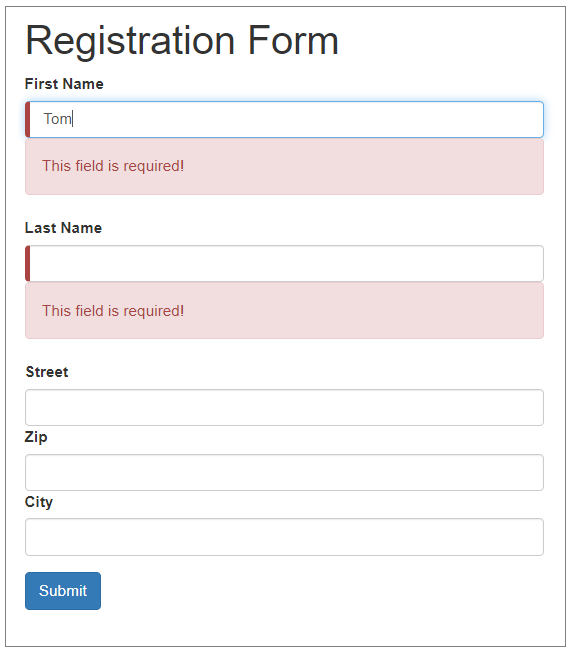 Registration Form
First Name
Tom
This field is required!
Last Name
This field is required!
Street
Zip
City
Submit